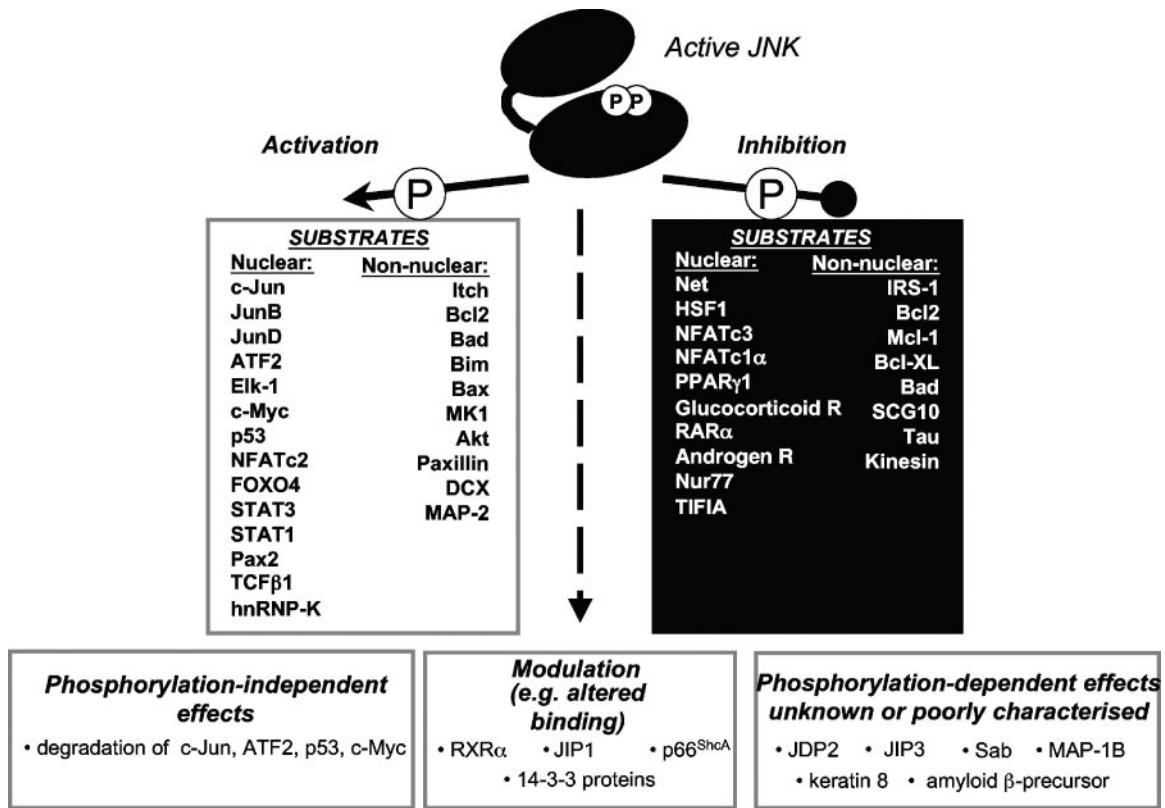 Active JNK
P P
Activation
Inhibition
P
P
SUBSTRATES
Nuclear:
c-Jun
JunB
JunD
ATF2
Elk-1
c-Myc
p53
NFATc2
FOXO4
STAT3
STAT1
Pax2
TCFβ1
hnRNP-K
Non-nuclear:
Itch
Bcl2
Bad
Bim
Bax
MK1
Akt
Paxillin
DCX
MAP-2
SUBSTRATES
Nuclear:
Net
HSF1
NFATc3
NFATc1α
PPARγ1
Glucocorticoid R
RARα
Androgen R
Nur77
TIFIA
Non-nuclear:
IRS-1
Bcl2
Mcl-1
Bcl-XL
Bad
SCG10
Tau
Kinesin
Phosphorylation-independent
effects
• degradation of c-Jun, ATF2, p53, c-Myc
Modulation
(e.g. altered
binding)
• RXRα • JIP1 • p66ShcA
• 14-3-3 proteins
Phosphorylation-dependent effects
unknown or poorly characterised
• JDP2 • JIP3 • Sab • MAP-1B
• keratin 8 • amyloid β-precursor